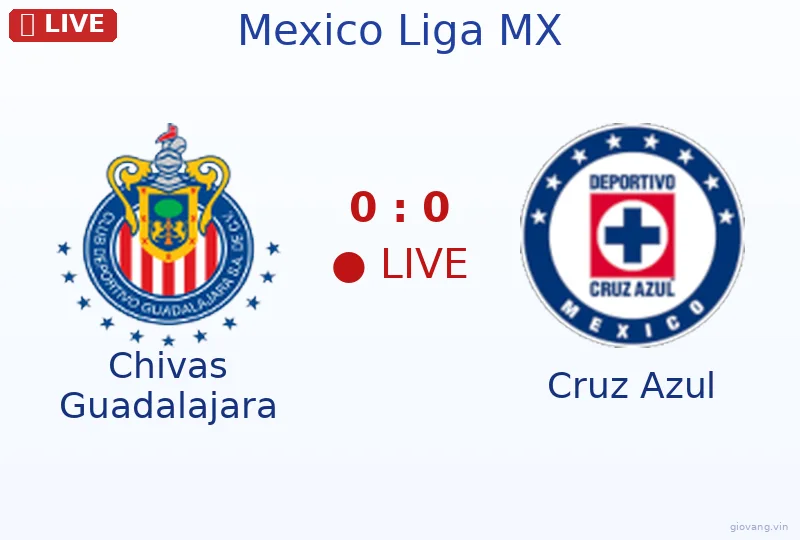 LIVE
Mexico Liga MX
CLUB DEPORTIVO GUADALAJARA S.A. DE C.V.
0 : 0
● LIVE
DEPORTIVO
CRUZ AZUL
MEXICO
Chivas
Guadalajara
Cruz Azul
giovang.vin